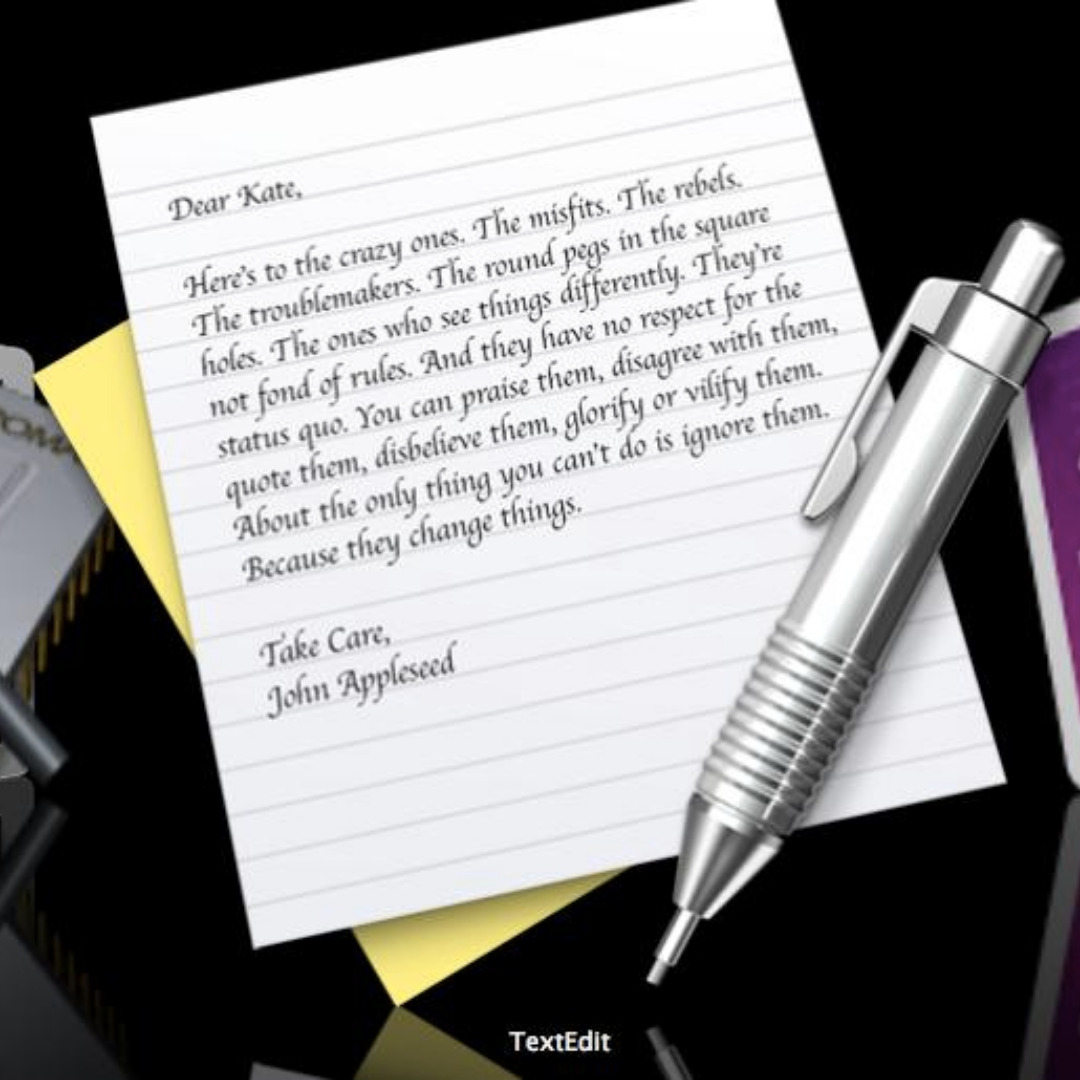 Dear Kate,
Here's to the crazy ones. The misfits. The rebels.
The troublemakers. The round pegs in the square
holes. The ones who see things differently. They're
not fond of rules. And they have no respect for the
status quo. You can praise them, disagree with them,
quote them, disbelieve them, glorify or vilify them.
About the only thing you can't do is ignore them.
Because they change things.
Take Care,
John Appleseed
TextEdit